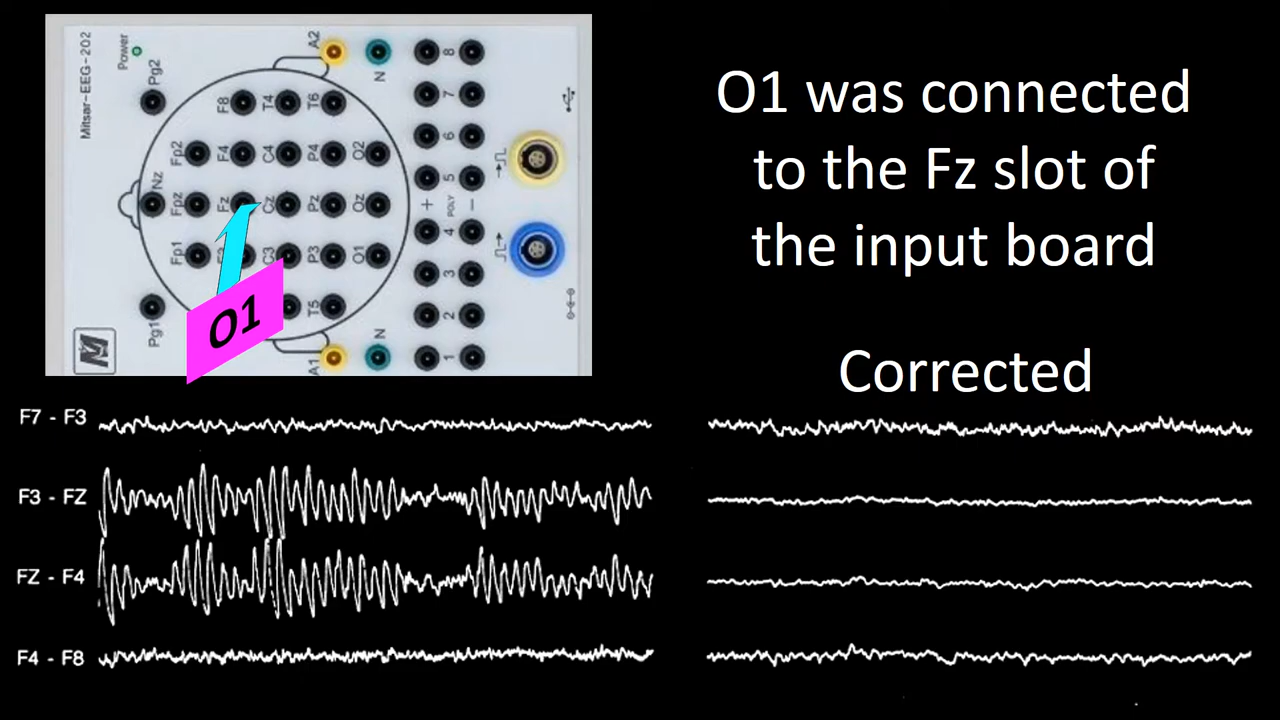 O1 was connected
to the Fz slot of
the input board
Corrected
Mitsar-EEG-202
Power
Pg2
A2
N
F8
T4
T6
Fp2
F4
C4
P4
O2
Nz
Fpz
Fz
Cz
Pz
Oz
Fp1
C3
P3
O1
Pg1
T5
A1
N
O1
8
7
6
5
+
POLY
−
4
3
2
1
F7 - F3
F3 - FZ
FZ - F4
F4 - F8